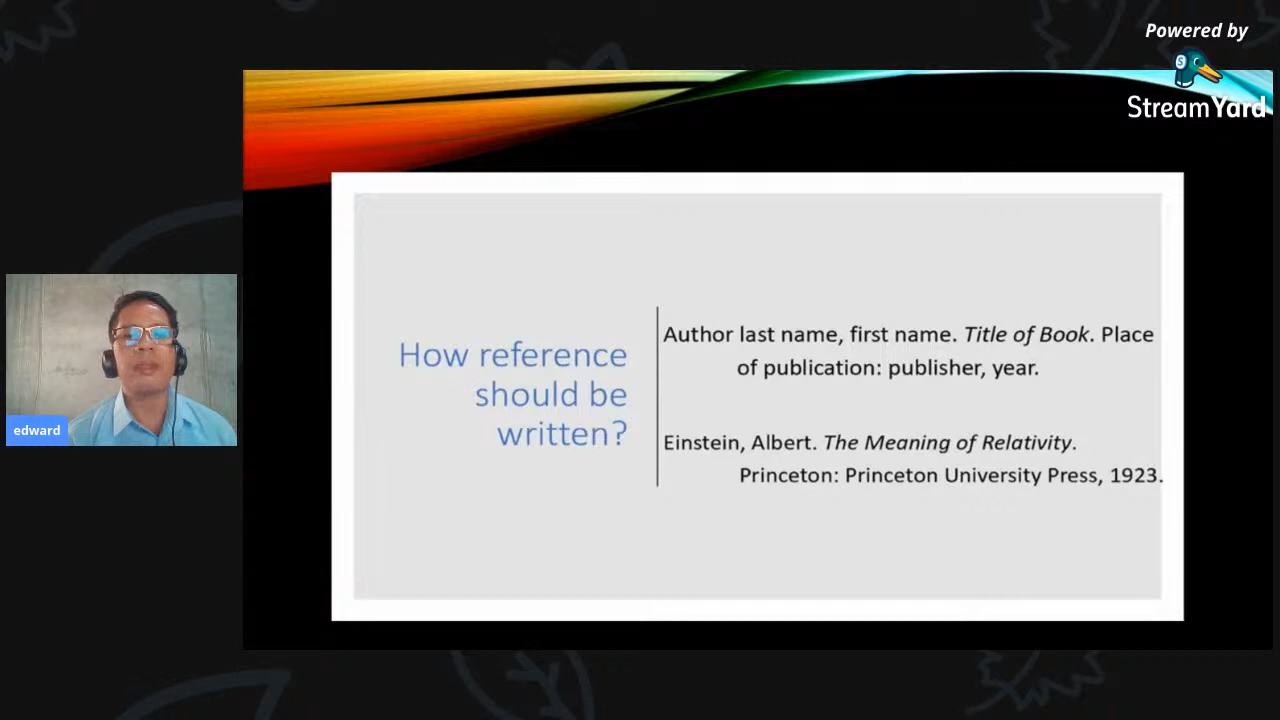 Powered by
StreamYard
How reference
should be
written?
Author last name, first name. Title of Book. Place
of publication: publisher, year.
Einstein, Albert. The Meaning of Relativity.
Princeton: Princeton University Press, 1923.
edward